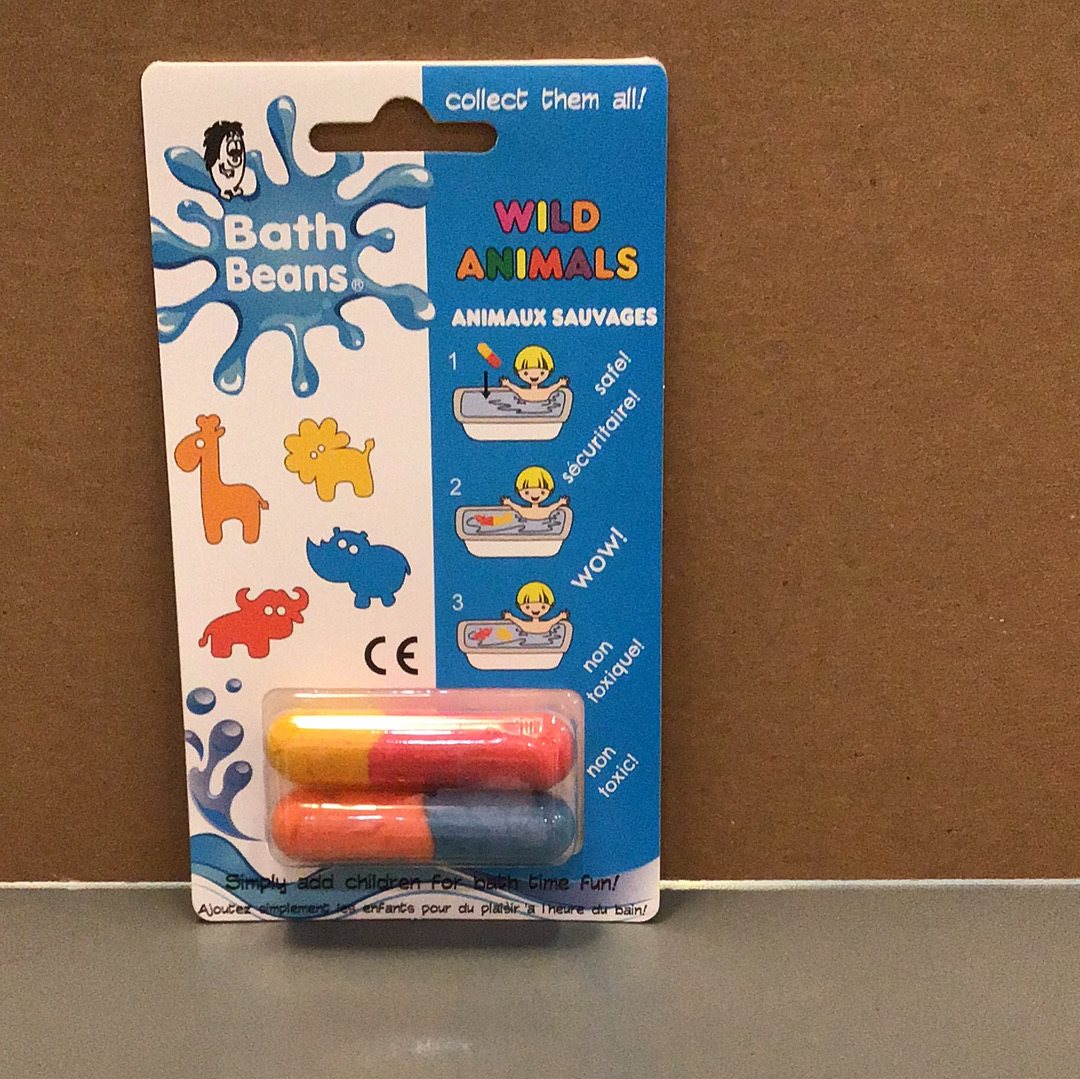 collect them all!
Bath
Beans®
WILD
ANIMALS
ANIMAUX SAUVAGES
1
safe!
sécuritaire!
2
WOW!
3
non
toxique!
CE
non
toxic!
Simply add children for bath time fun!
Ajoutez simplement les enfants pour du plaisir 'a l'heure du bain!